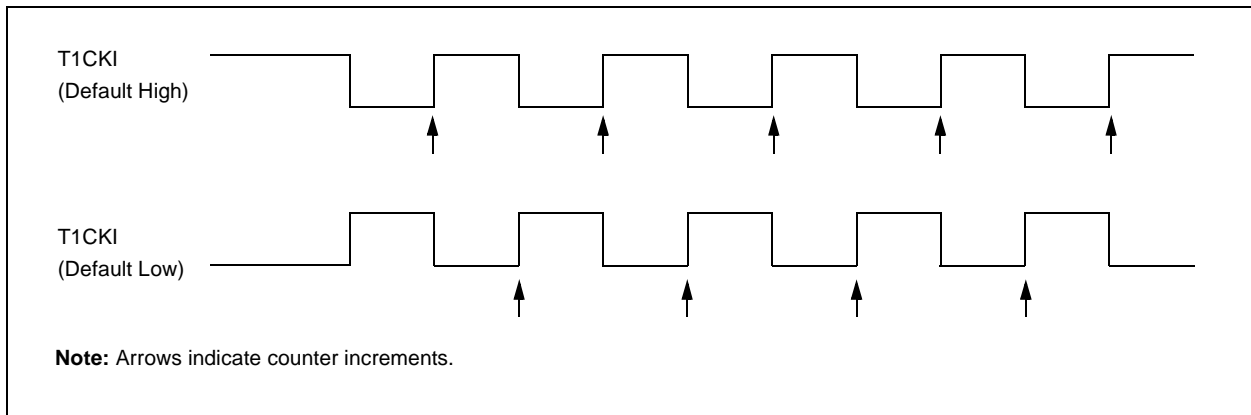 T1CKI
(Default High)
T1CKI
(Default Low)
Note: Arrows indicate counter increments.